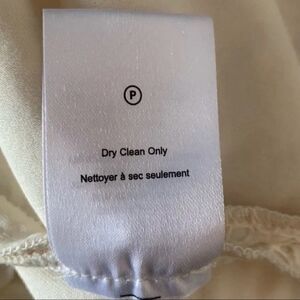 P
Dry Clean Only
Nettoyer à sec seulement